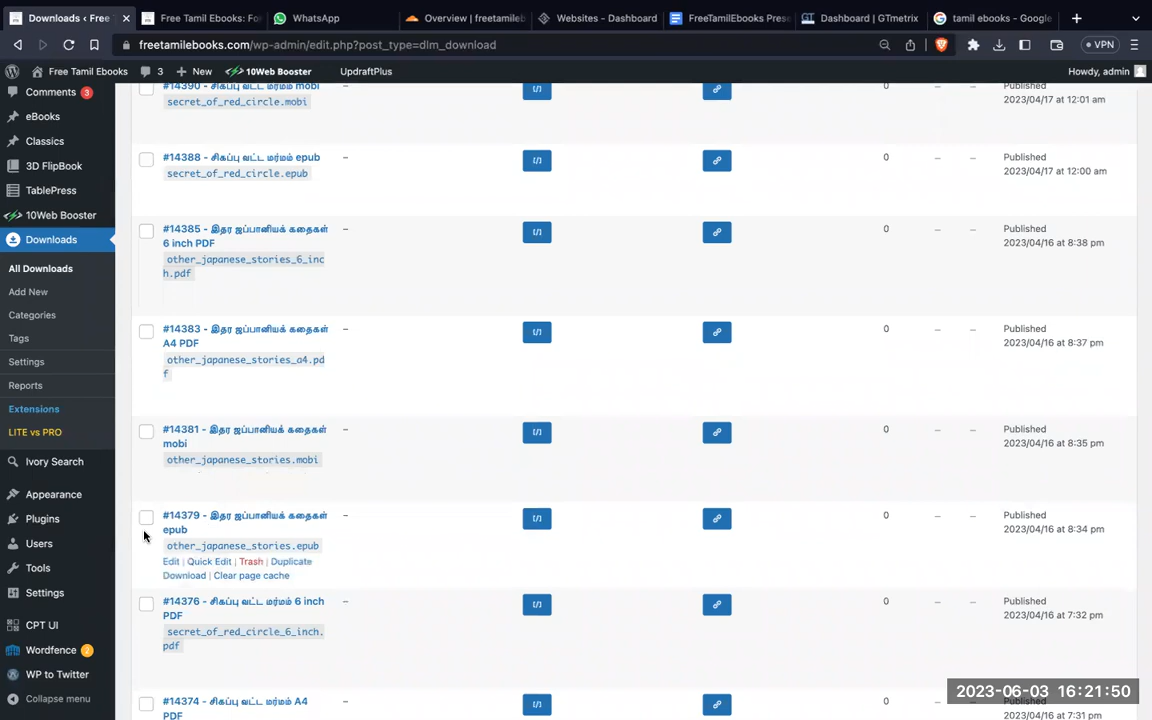 Downloads ‹ Free
Free Tamil Ebooks: Fo
WhatsApp
Overview | freetamileb
Websites - Dashboard
FreeTamilEbooks Pres
Dashboard | GTmetrix
tamil ebooks - Google
freetamilebooks.com/wp-admin/edit.php?post_type=dlm_download
VPN
Free Tamil Ebooks
3
New
10Web Booster
UpdraftPlus
Howdy, admin
Comments 3
eBooks
Classics
3D FlipBook
TablePress
10Web Booster
Downloads
All Downloads
Add New
Categories
Tags
Settings
Reports
Extensions
LITE vs PRO
Ivory Search
Appearance
Plugins
Users
Tools
Settings
CPT UI
Wordfence 2
WP to Twitter
Collapse menu
#14390 - சிகப்பு வட்ட மர்மம் mobi
secret_of_red_circle.mobi
–
0
–
–
Published
2023/04/17 at 12:01 am
#14388 - சிகப்பு வட்ட மர்மம் epub
secret_of_red_circle.epub
–
0
–
–
Published
2023/04/17 at 12:00 am
#14385 - இதர ஜப்பானியக் கதைகள்
6 inch PDF
other_japanese_stories_6_inc
h.pdf
–
0
–
–
Published
2023/04/16 at 8:38 pm
#14383 - இதர ஜப்பானியக் கதைகள்
A4 PDF
other_japanese_stories_a4.pd
f
–
0
–
–
Published
2023/04/16 at 8:37 pm
#14381 - இதர ஜப்பானியக் கதைகள்
mobi
other_japanese_stories.mobi
–
0
–
–
Published
2023/04/16 at 8:35 pm
#14379 - இதர ஜப்பானியக் கதைகள்
epub
other_japanese_stories.epub
Edit | Quick Edit | Trash | Duplicate
Download | Clear page cache
–
0
–
–
Published
2023/04/16 at 8:34 pm
#14376 - சிகப்பு வட்ட மர்மம் 6 inch
PDF
secret_of_red_circle_6_inch.
pdf
–
0
–
–
Published
2023/04/16 at 7:32 pm
#14374 - சிகப்பு வட்ட மர்மம் A4
PDF
–
0
–
–
Published
2023/04/16 at 7:31 pm
2023-06-03 16:21:50